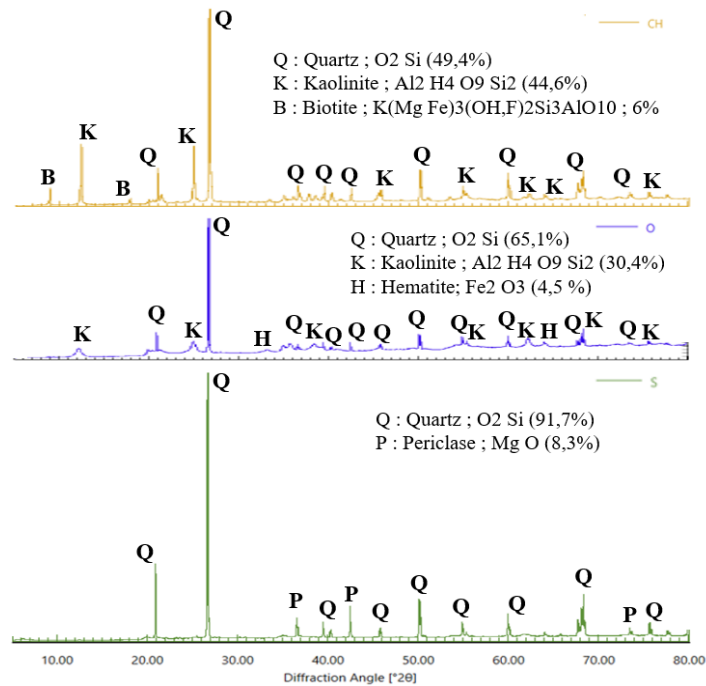 Q
CH
Q : Quartz ; O2 Si (49,4%)
K : Kaolinite ; Al2 H4 O9 Si2 (44,6%)
B : Biotite ; K(Mg Fe)3(OH,F)2Si3AlO10 ; 6%
B K B Q K Q Q Q K Q K Q K K Q Q K
Q
O
Q : Quartz ; O2 Si (65,1%)
K : Kaolinite ; Al2 H4 O9 Si2 (30,4%)
H : Hematite; Fe2 O3 (4,5 %)
K Q K H Q K Q Q Q Q Q K Q K H Q K Q K
Q
S
Q : Quartz ; O2 Si (91,7%)
P : Periclase ; Mg O (8,3%)
Q P Q P Q Q Q Q Q P Q
10.00 20.00 30.00 40.00 50.00 60.00 70.00 80.00
Diffraction Angle [°2θ]